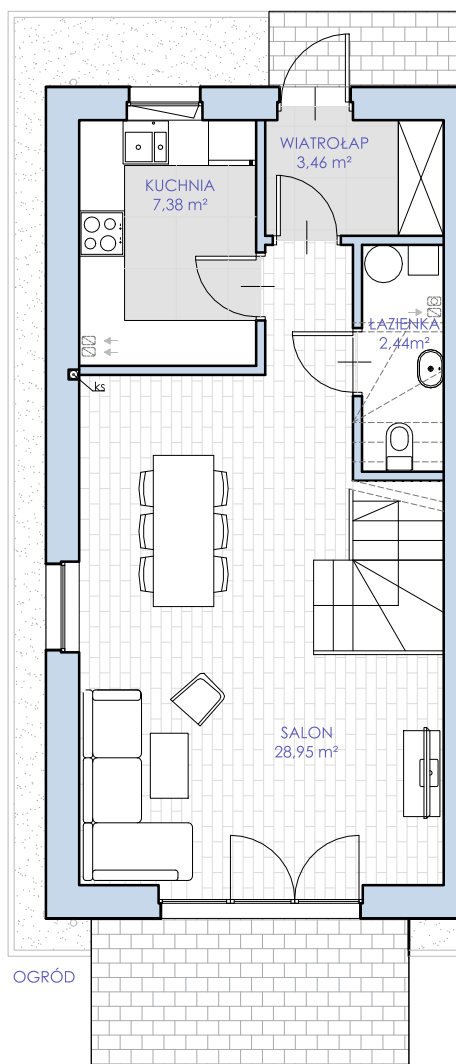 WIATROŁAP
3,46 m²
KUCHNIA
7,38 m²
ŁAZIENKA
2,44m²
ks
SALON
28,95 m²
OGRÓD